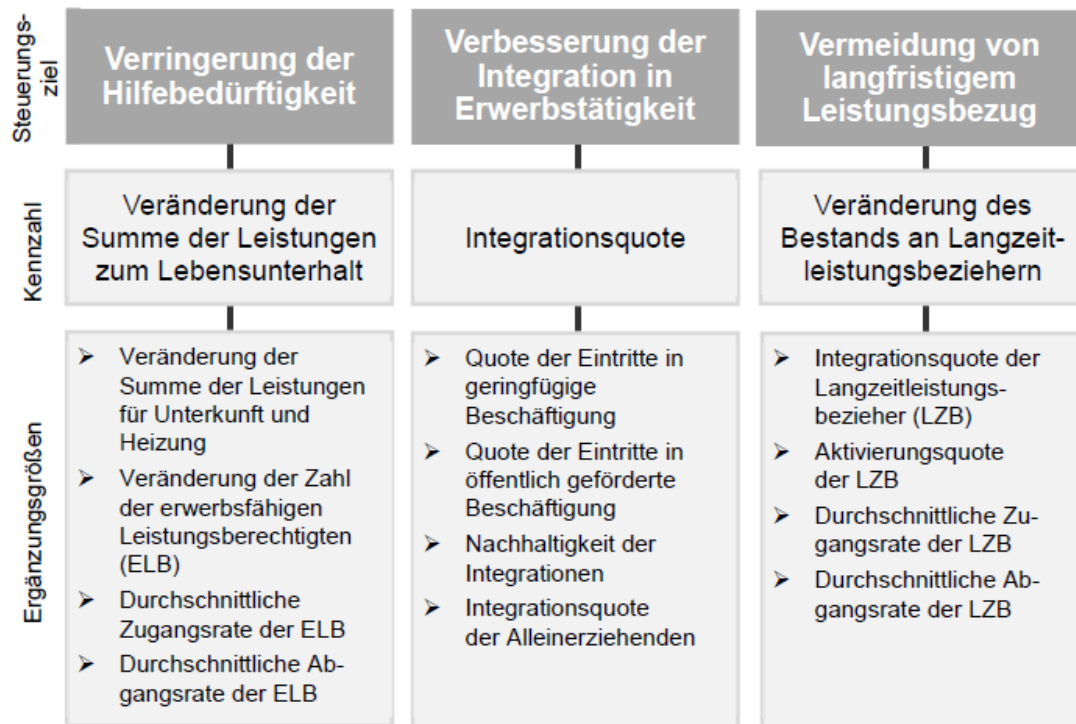 Steuerungs-
ziel
Verringerung der
Hilfebedürftigkeit
Verbesserung der
Integration in
Erwerbstätigkeit
Vermeidung von
langfristigem
Leistungsbezug
Kennzahl
Veränderung der
Summe der Leistungen
zum Lebensunterhalt
Integrationsquote
Veränderung des
Bestands an Langzeit-
leistungsbeziehern
Ergänzungsgrößen
➢ Veränderung der
Summe der Leistungen
für Unterkunft und
Heizung
➢ Veränderung der Zahl
der erwerbsfähigen
Leistungsberechtigten
(ELB)
➢ Durchschnittliche
Zugangsrate der ELB
➢ Durchschnittliche Ab-
gangsrate der ELB
➢ Quote der Eintritte in
geringfügige
Beschäftigung
➢ Quote der Eintritte in
öffentlich geförderte
Beschäftigung
➢ Nachhaltigkeit der
Integrationen
➢ Integrationsquote
der Alleinerziehenden
➢ Integrationsquote der
Langzeitleistungs-
bezieher (LZB)
➢ Aktivierungsquote
der LZB
➢ Durchschnittliche Zu-
gangsrate der LZB
➢ Durchschnittliche Ab-
gangsrate der LZB